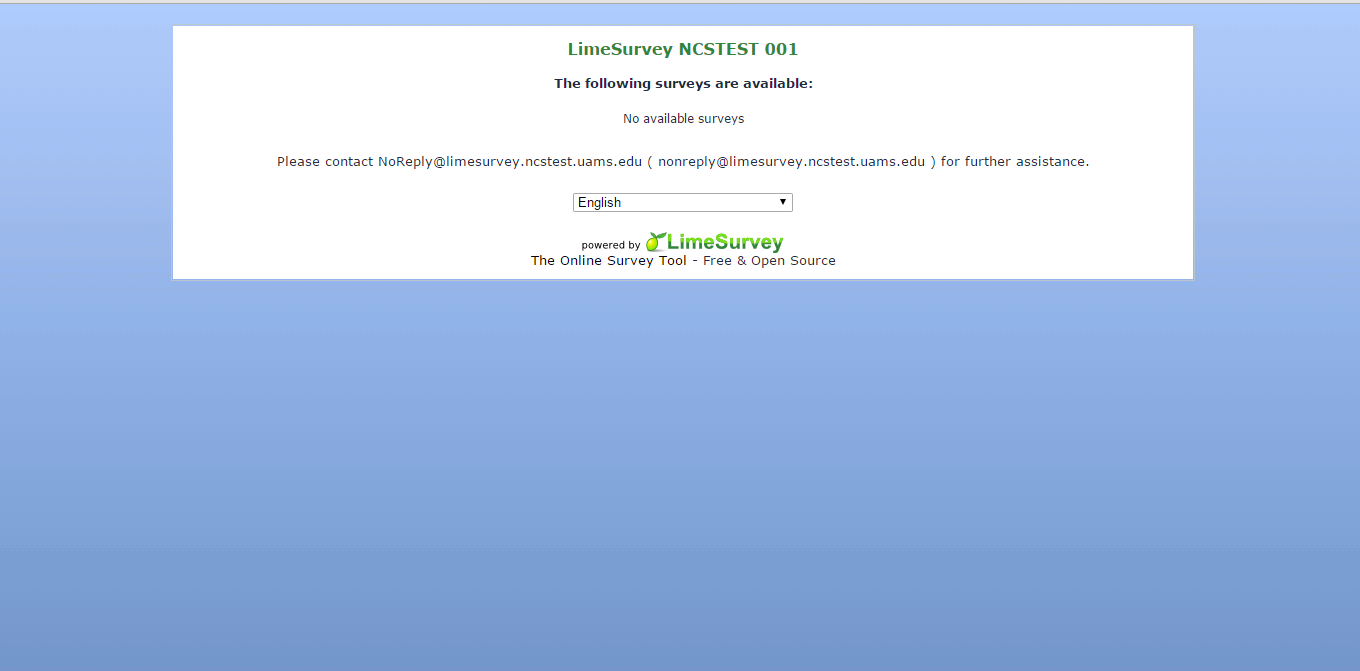 LimeSurvey NCSTEST 001
The following surveys are available:
No available surveys
Please contact NoReply@limesurvey.ncstest.uams.edu ( nonreply@limesurvey.ncstest.uams.edu ) for further assistance.
English
powered by LimeSurvey
The Online Survey Tool - Free & Open Source